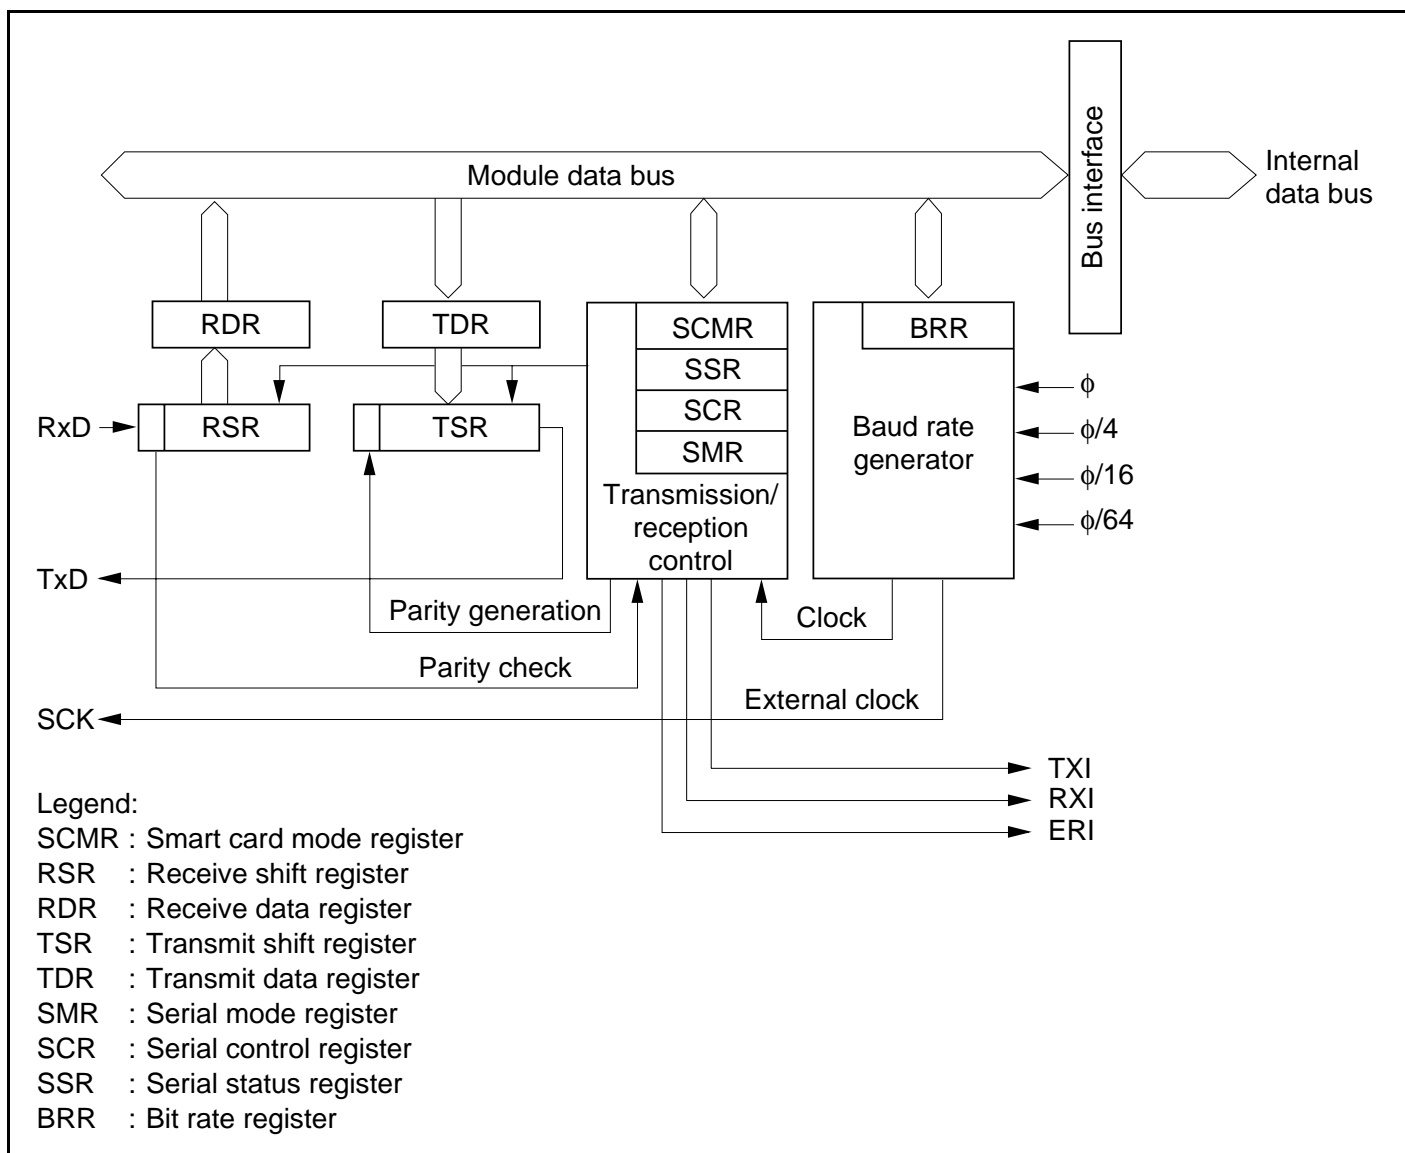 Module data bus
Bus interface
Internal
data bus
RDR
TDR
SCMR
SSR
SCR
SMR
Transmission/
reception
control
BRR
Baud rate
generator
ϕ
ϕ/4
ϕ/16
ϕ/64
RxD
RSR
TSR
TxD
Parity generation
Parity check
Clock
External clock
SCK
TXI
RXI
ERI
Legend:
SCMR : Smart card mode register
RSR : Receive shift register
RDR : Receive data register
TSR : Transmit shift register
TDR : Transmit data register
SMR : Serial mode register
SCR : Serial control register
SSR : Serial status register
BRR : Bit rate register